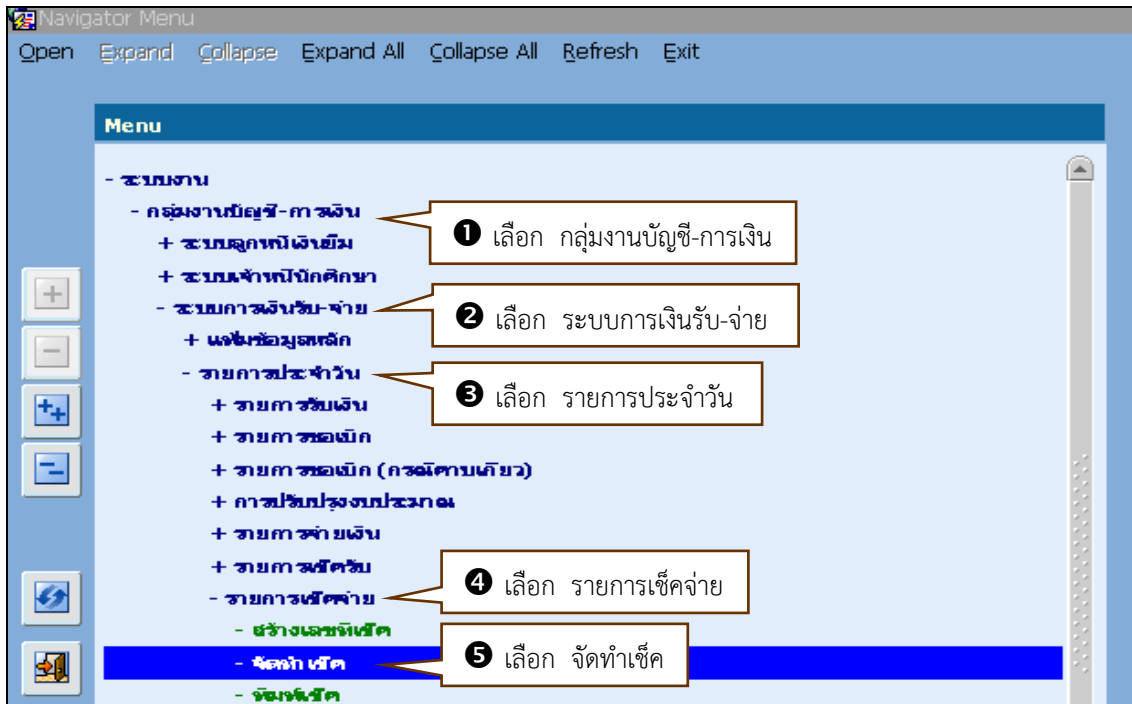 Navigator Menu
Open Expand Collapse Expand All Collapse All Refresh Exit
Menu
- ระบบงาน
- กลุ่มงานบัญชี-การเงิน
❶ เลือก กลุ่มงานบัญชี-การเงิน
+ ระบบลูกหนี้เงินยืม
+ ระบบเจ้าหนี้นักศึกษา
- ระบบการเงินรับ-จ่าย
❷ เลือก ระบบการเงินรับ-จ่าย
+ แฟ้มข้อมูลหลัก
- รายการประจำวัน
❸ เลือก รายการประจำวัน
+ รายการรับเงิน
+ รายการขอเบิก
+ รายการขอเบิก (กรณีคาบเกี่ยว)
+ การปรับปรุงงบประมาณ
+ รายการจ่ายเงิน
+ รายการเช็ครับ
- รายการเช็คจ่าย
❹ เลือก รายการเช็คจ่าย
- สร้างเลขที่เช็ค
- จัดทำเช็ค
❺ เลือก จัดทำเช็ค
- พิมพ์เช็ค